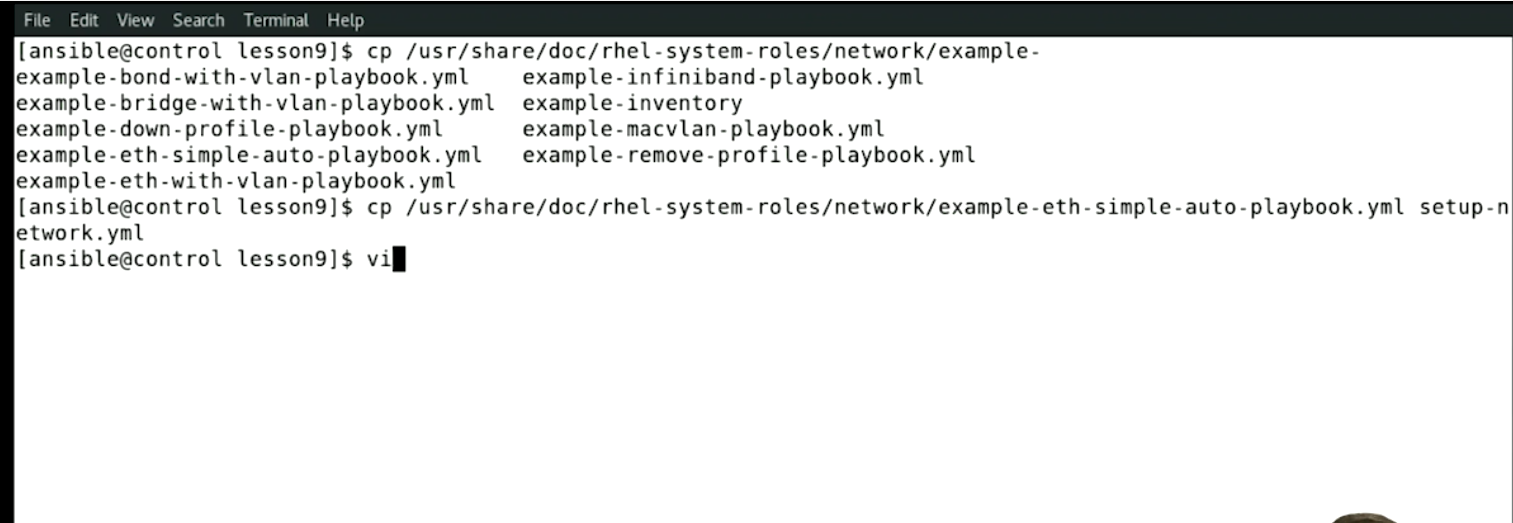 File Edit View Search Terminal Help
[ansible@control lesson9]$ cp /usr/share/doc/rhel-system-roles/network/example-
example-bond-with-vlan-playbook.yml example-infiniband-playbook.yml
example-bridge-with-vlan-playbook.yml example-inventory
example-down-profile-playbook.yml example-macvlan-playbook.yml
example-eth-simple-auto-playbook.yml example-remove-profile-playbook.yml
example-eth-with-vlan-playbook.yml
[ansible@control lesson9]$ cp /usr/share/doc/rhel-system-roles/network/example-eth-simple-auto-playbook.yml setup-n
etwork.yml
[ansible@control lesson9]$ vi